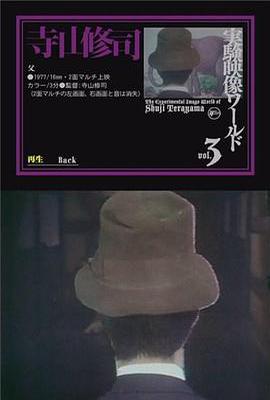 寺山修司
実験映像ワールド
vol.3
The Experimental Image World of
Shuji Terayama
父
●1977/16mm・2面マルチ上映
カラー/3分●監督:寺山修司
(2面マルチの左画面、右画面と音は消失)
再生 Back